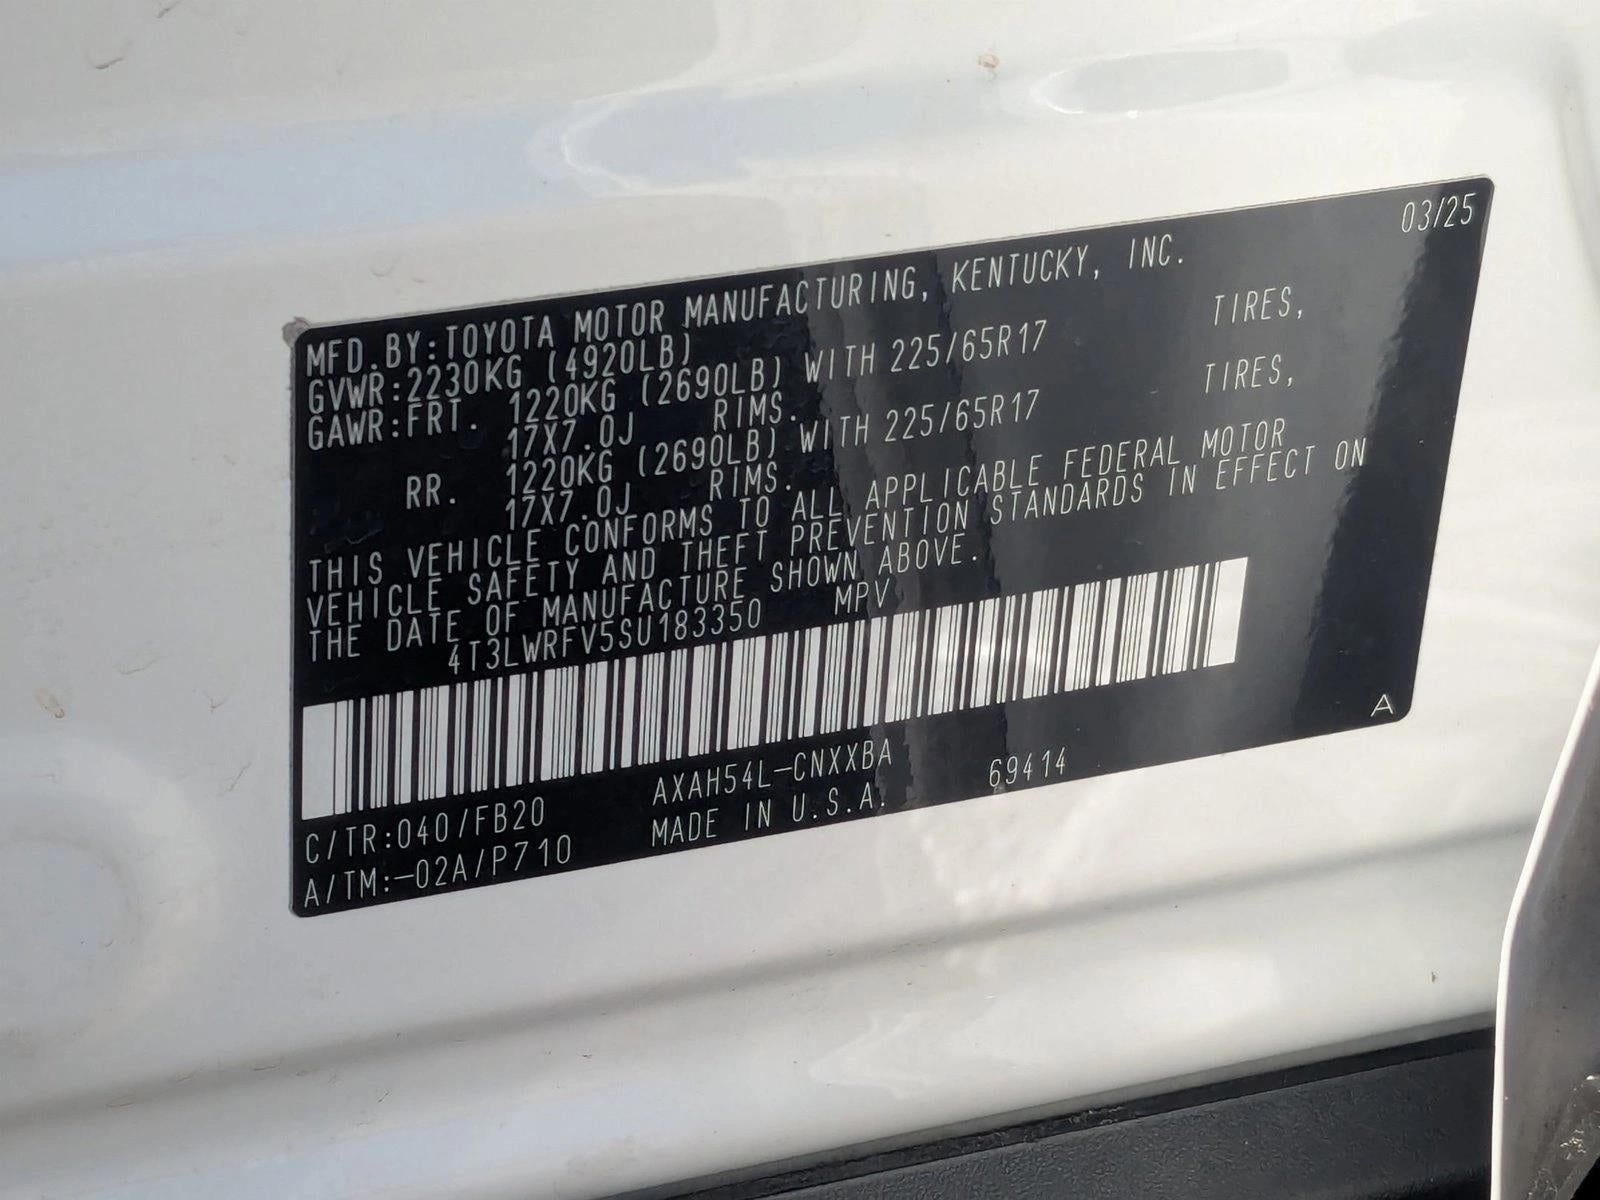 03/25
MFD.BY:TOYOTA MOTOR MANUFACTURING, KENTUCKY, INC.
GVWR:2230KG (4920LB)
GAWR:FRT. 1220KG (2690LB) WITH 225/65R17 TIRES,
17X7.0J RIMS.
RR. 1220KG (2690LB) WITH 225/65R17 TIRES,
17X7.0J RIMS.
THIS VEHICLE CONFORMS TO ALL APPLICABLE FEDERAL MOTOR
VEHICLE SAFETY AND THEFT PREVENTION STANDARDS IN EFFECT ON
THE DATE OF MANUFACTURE SHOWN ABOVE.
4T3LWRFV5SU183350 MPV
A
C/TR:040/FB20 AXAH54L-CNXXBA 69414
A/TM:-02A/P710 MADE IN U.S.A.